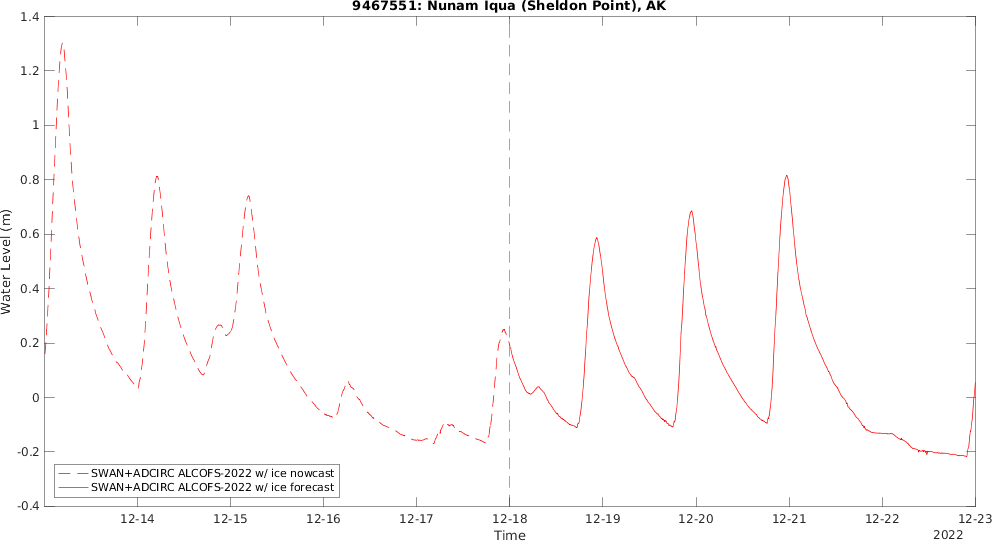 9467551: Nunam Iqua (Sheldon Point), AK
1.4
1.2
1
0.8
0.6
0.4
0.2
0
-0.2
-0.4
Water Level (m)
SWAN+ADCIRC ALCOFS-2022 w/ ice nowcast
SWAN+ADCIRC ALCOFS-2022 w/ ice forecast
12-14 12-15 12-16 12-17 12-18 12-19 12-20 12-21 12-22 12-23
Time
2022